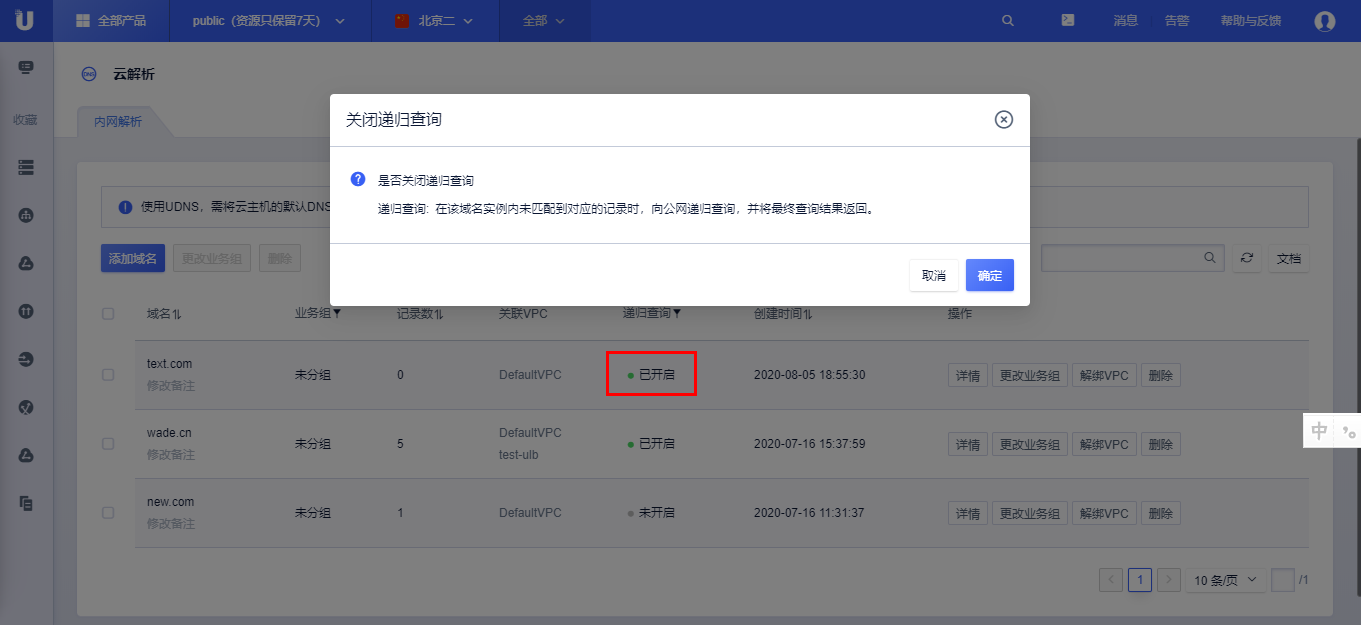 全部产品
public（资源只保留7天）
北京二
全部
消息
告警
帮助与反馈
收藏
DNS
云解析
内网解析
关闭递归查询
是否关闭递归查询
递归查询: 在该域名实例内未匹配到对应的记录时，向公网递归查询，并将最终查询结果返回。
取消
确定
使用UDNS，需将云主机的默认DNS
添加域名
更改业务组
删除
文档
域名
业务组
记录数
关联VPC
递归查询
创建时间
操作
text.com
修改备注
未分组
0
DefaultVPC
已开启
2020-08-05 18:55:30
详情
更改业务组
解绑VPC
删除
wade.cn
修改备注
未分组
5
DefaultVPC
test-ulb
已开启
2020-07-16 15:37:59
详情
更改业务组
解绑VPC
删除
new.com
修改备注
未分组
1
DefaultVPC
未开启
2020-07-16 11:31:37
详情
更改业务组
解绑VPC
删除
1
10 条/页
/1
中